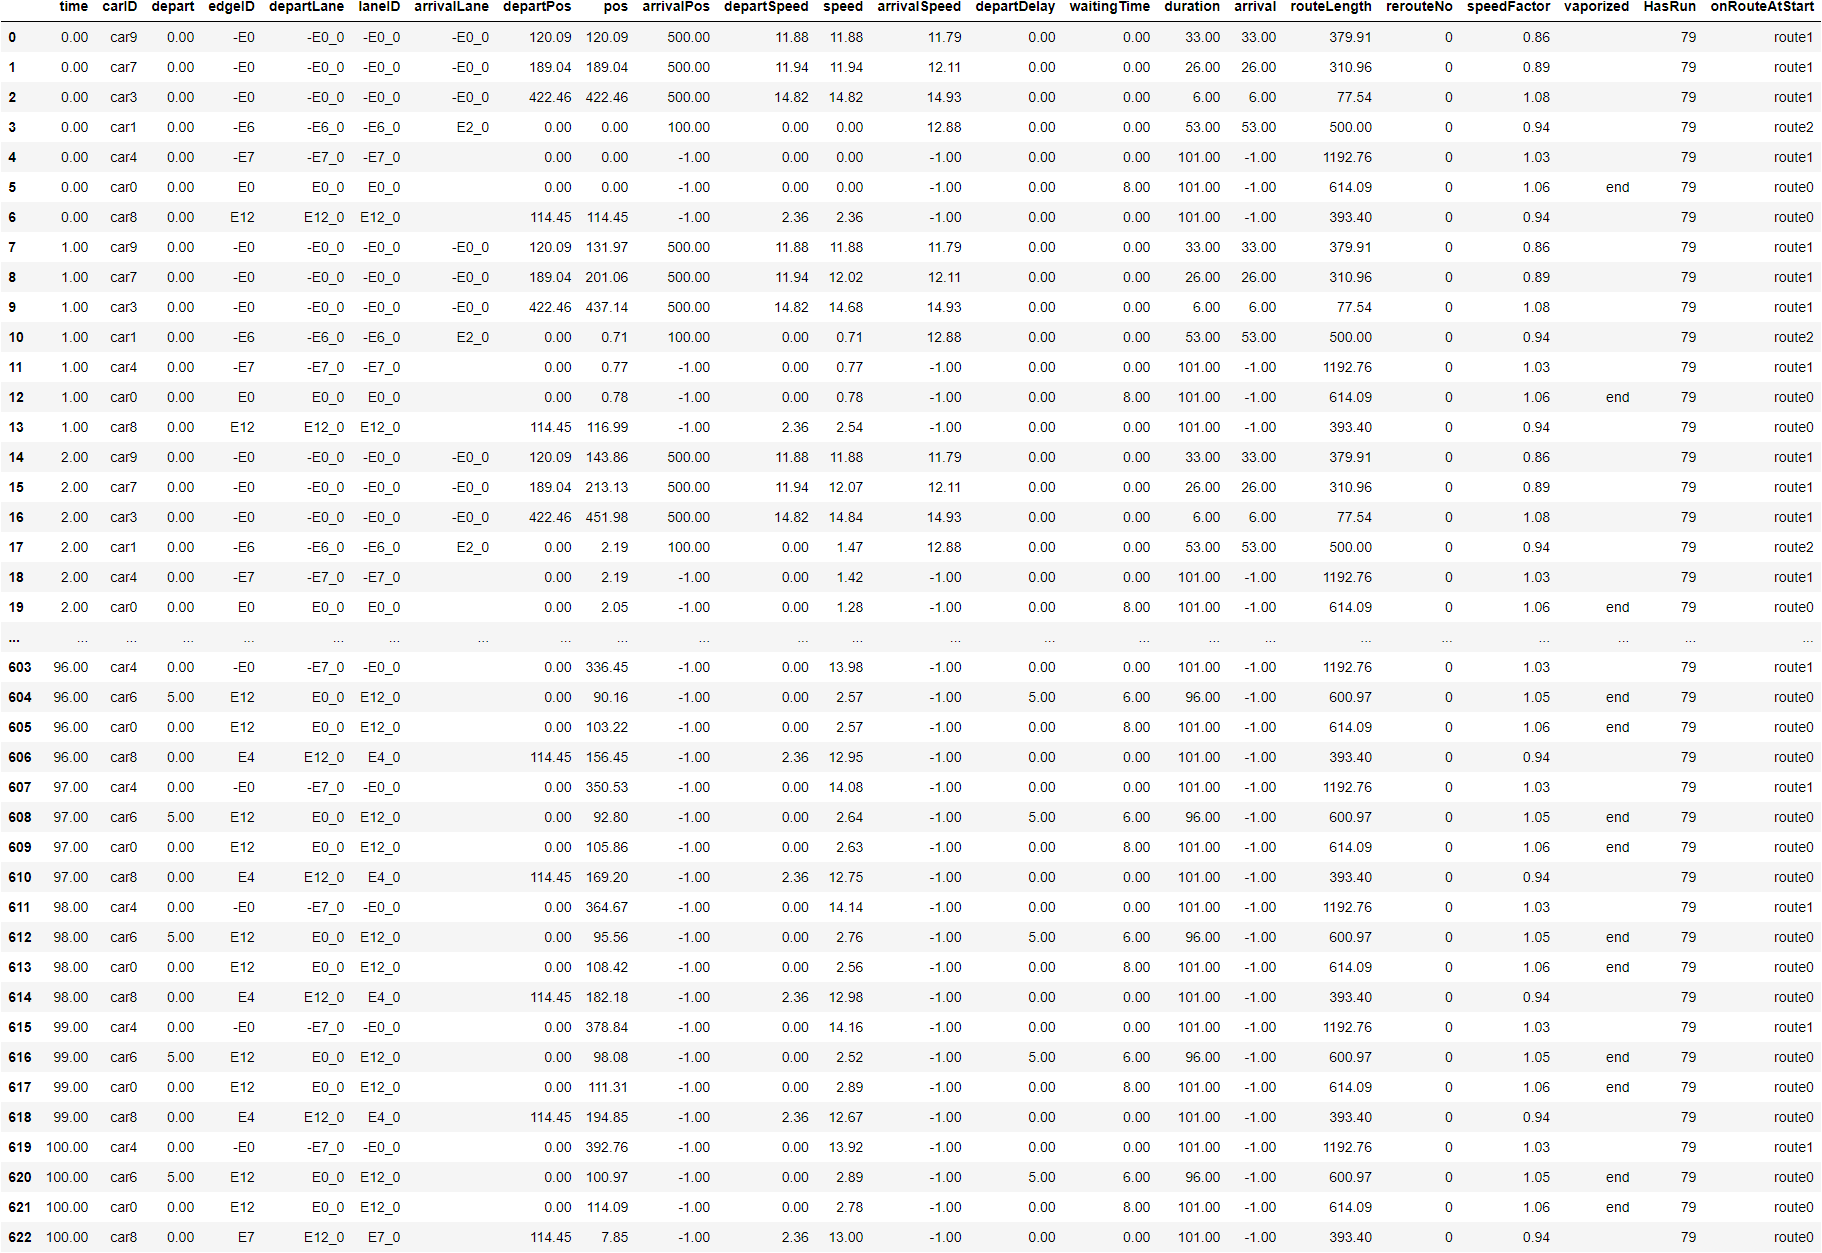 time carID depart edgeID departLane laneID arrivalLane departPos pos arrivalPos departSpeed speed arrivalSpeed departDelay waitingTime duration arrival routeLength rerouteNo speedFactor vaporized HasRun onRouteAtStart
0 0.00 car9 0.00 -E0 -E0_0 -E0_0 -E0_0 120.09 120.09 500.00 11.88 11.88 11.79 0.00 0.00 33.00 33.00 379.91 0 0.86 79 route1
1 0.00 car7 0.00 -E0 -E0_0 -E0_0 -E0_0 189.04 189.04 500.00 11.94 11.94 12.11 0.00 0.00 26.00 26.00 310.96 0 0.89 79 route1
2 0.00 car3 0.00 -E0 -E0_0 -E0_0 -E0_0 422.46 422.46 500.00 14.82 14.82 14.93 0.00 0.00 6.00 6.00 77.54 0 1.08 79 route1
3 0.00 car1 0.00 -E6 -E6_0 -E6_0 E2_0 0.00 0.00 100.00 0.00 0.00 12.88 0.00 0.00 53.00 53.00 500.00 0 0.94 79 route2
4 0.00 car4 0.00 -E7 -E7_0 -E7_0 0.00 0.00 -1.00 0.00 0.00 -1.00 0.00 0.00 101.00 -1.00 1192.76 0 1.03 79 route1
5 0.00 car0 0.00 E0 E0_0 E0_0 0.00 0.00 -1.00 0.00 0.00 -1.00 0.00 8.00 101.00 -1.00 614.09 0 1.06 end 79 route0
6 0.00 car8 0.00 E12 E12_0 E12_0 114.45 114.45 -1.00 2.36 2.36 -1.00 0.00 0.00 101.00 -1.00 393.40 0 0.94 79 route0
7 1.00 car9 0.00 -E0 -E0_0 -E0_0 -E0_0 120.09 131.97 500.00 11.88 11.88 11.79 0.00 0.00 33.00 33.00 379.91 0 0.86 79 route1
8 1.00 car7 0.00 -E0 -E0_0 -E0_0 -E0_0 189.04 201.06 500.00 11.94 12.02 12.11 0.00 0.00 26.00 26.00 310.96 0 0.89 79 route1
9 1.00 car3 0.00 -E0 -E0_0 -E0_0 -E0_0 422.46 437.14 500.00 14.82 14.68 14.93 0.00 0.00 6.00 6.00 77.54 0 1.08 79 route1
10 1.00 car1 0.00 -E6 -E6_0 -E6_0 E2_0 0.00 0.71 100.00 0.00 0.71 12.88 0.00 0.00 53.00 53.00 500.00 0 0.94 79 route2
11 1.00 car4 0.00 -E7 -E7_0 -E7_0 0.00 0.77 -1.00 0.00 0.77 -1.00 0.00 0.00 101.00 -1.00 1192.76 0 1.03 79 route1
12 1.00 car0 0.00 E0 E0_0 E0_0 0.00 0.78 -1.00 0.00 0.78 -1.00 0.00 8.00 101.00 -1.00 614.09 0 1.06 end 79 route0
13 1.00 car8 0.00 E12 E12_0 E12_0 114.45 116.99 -1.00 2.36 2.54 -1.00 0.00 0.00 101.00 -1.00 393.40 0 0.94 79 route0
14 2.00 car9 0.00 -E0 -E0_0 -E0_0 -E0_0 120.09 143.86 500.00 11.88 11.88 11.79 0.00 0.00 33.00 33.00 379.91 0 0.86 79 route1
15 2.00 car7 0.00 -E0 -E0_0 -E0_0 -E0_0 189.04 213.13 500.00 11.94 12.07 12.11 0.00 0.00 26.00 26.00 310.96 0 0.89 79 route1
16 2.00 car3 0.00 -E0 -E0_0 -E0_0 -E0_0 422.46 451.98 500.00 14.82 14.84 14.93 0.00 0.00 6.00 6.00 77.54 0 1.08 79 route1
17 2.00 car1 0.00 -E6 -E6_0 -E6_0 E2_0 0.00 2.19 100.00 0.00 1.47 12.88 0.00 0.00 53.00 53.00 500.00 0 0.94 79 route2
18 2.00 car4 0.00 -E7 -E7_0 -E7_0 0.00 2.19 -1.00 0.00 1.42 -1.00 0.00 0.00 101.00 -1.00 1192.76 0 1.03 79 route1
19 2.00 car0 0.00 E0 E0_0 E0_0 0.00 2.05 -1.00 0.00 1.28 -1.00 0.00 8.00 101.00 -1.00 614.09 0 1.06 end 79 route0
... ... ... ... ... ... ... ... ... ... ... ... ... ... ... ... ... ... ... ... ... ... ... ...
603 96.00 car4 0.00 -E0 -E7_0 -E0_0 0.00 336.45 -1.00 0.00 13.98 -1.00 0.00 0.00 101.00 -1.00 1192.76 0 1.03 79 route1
604 96.00 car6 5.00 E12 E0_0 E12_0 0.00 90.16 -1.00 0.00 2.57 -1.00 5.00 6.00 96.00 -1.00 600.97 0 1.05 end 79 route0
605 96.00 car0 0.00 E12 E0_0 E12_0 0.00 103.22 -1.00 0.00 2.57 -1.00 0.00 8.00 101.00 -1.00 614.09 0 1.06 end 79 route0
606 96.00 car8 0.00 E4 E12_0 E4_0 114.45 156.45 -1.00 2.36 12.95 -1.00 0.00 0.00 101.00 -1.00 393.40 0 0.94 79 route0
607 97.00 car4 0.00 -E0 -E7_0 -E0_0 0.00 350.53 -1.00 0.00 14.08 -1.00 0.00 0.00 101.00 -1.00 1192.76 0 1.03 79 route1
608 97.00 car6 5.00 E12 E0_0 E12_0 0.00 92.80 -1.00 0.00 2.64 -1.00 5.00 6.00 96.00 -1.00 600.97 0 1.05 end 79 route0
609 97.00 car0 0.00 E12 E0_0 E12_0 0.00 105.86 -1.00 0.00 2.63 -1.00 0.00 8.00 101.00 -1.00 614.09 0 1.06 end 79 route0
610 97.00 car8 0.00 E4 E12_0 E4_0 114.45 169.20 -1.00 2.36 12.75 -1.00 0.00 0.00 101.00 -1.00 393.40 0 0.94 79 route0
611 98.00 car4 0.00 -E0 -E7_0 -E0_0 0.00 364.67 -1.00 0.00 14.14 -1.00 0.00 0.00 101.00 -1.00 1192.76 0 1.03 79 route1
612 98.00 car6 5.00 E12 E0_0 E12_0 0.00 95.56 -1.00 0.00 2.76 -1.00 5.00 6.00 96.00 -1.00 600.97 0 1.05 end 79 route0
613 98.00 car0 0.00 E12 E0_0 E12_0 0.00 108.42 -1.00 0.00 2.56 -1.00 0.00 8.00 101.00 -1.00 614.09 0 1.06 end 79 route0
614 98.00 car8 0.00 E4 E12_0 E4_0 114.45 182.18 -1.00 2.36 12.98 -1.00 0.00 0.00 101.00 -1.00 393.40 0 0.94 79 route0
615 99.00 car4 0.00 -E0 -E7_0 -E0_0 0.00 378.84 -1.00 0.00 14.16 -1.00 0.00 0.00 101.00 -1.00 1192.76 0 1.03 79 route1
616 99.00 car6 5.00 E12 E0_0 E12_0 0.00 98.08 -1.00 0.00 2.52 -1.00 5.00 6.00 96.00 -1.00 600.97 0 1.05 end 79 route0
617 99.00 car0 0.00 E12 E0_0 E12_0 0.00 111.31 -1.00 0.00 2.89 -1.00 0.00 8.00 101.00 -1.00 614.09 0 1.06 end 79 route0
618 99.00 car8 0.00 E4 E12_0 E4_0 114.45 194.85 -1.00 2.36 12.67 -1.00 0.00 0.00 101.00 -1.00 393.40 0 0.94 79 route0
619 100.00 car4 0.00 -E0 -E7_0 -E0_0 0.00 392.76 -1.00 0.00 13.92 -1.00 0.00 0.00 101.00 -1.00 1192.76 0 1.03 79 route1
620 100.00 car6 5.00 E12 E0_0 E12_0 0.00 100.97 -1.00 0.00 2.89 -1.00 5.00 6.00 96.00 -1.00 600.97 0 1.05 end 79 route0
621 100.00 car0 0.00 E12 E0_0 E12_0 0.00 114.09 -1.00 0.00 2.78 -1.00 0.00 8.00 101.00 -1.00 614.09 0 1.06 end 79 route0
622 100.00 car8 0.00 E7 E12_0 E7_0 114.45 7.85 -1.00 2.36 13.00 -1.00 0.00 0.00 101.00 -1.00 393.40 0 0.94 79 route0